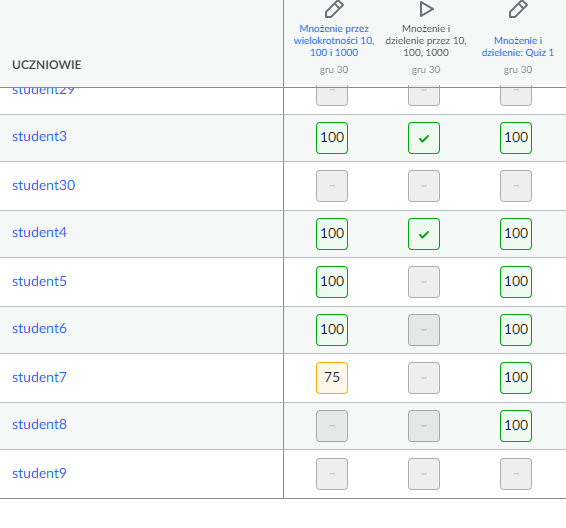 Mnożenie przez
wielokrotności 10,
100 i 1000
gru 30
Mnożenie i
dzielenie przez 10,
100, 1000
gru 30
Mnożenie i
dzielenie: Quiz 1
gru 30
UCZNIOWIE
student29 – – –
student3 100 100
student30 – – –
student4 100 100
student5 100 – 100
student6 100 – 100
student7 75 – 100
student8 – – 100
student9 – – –